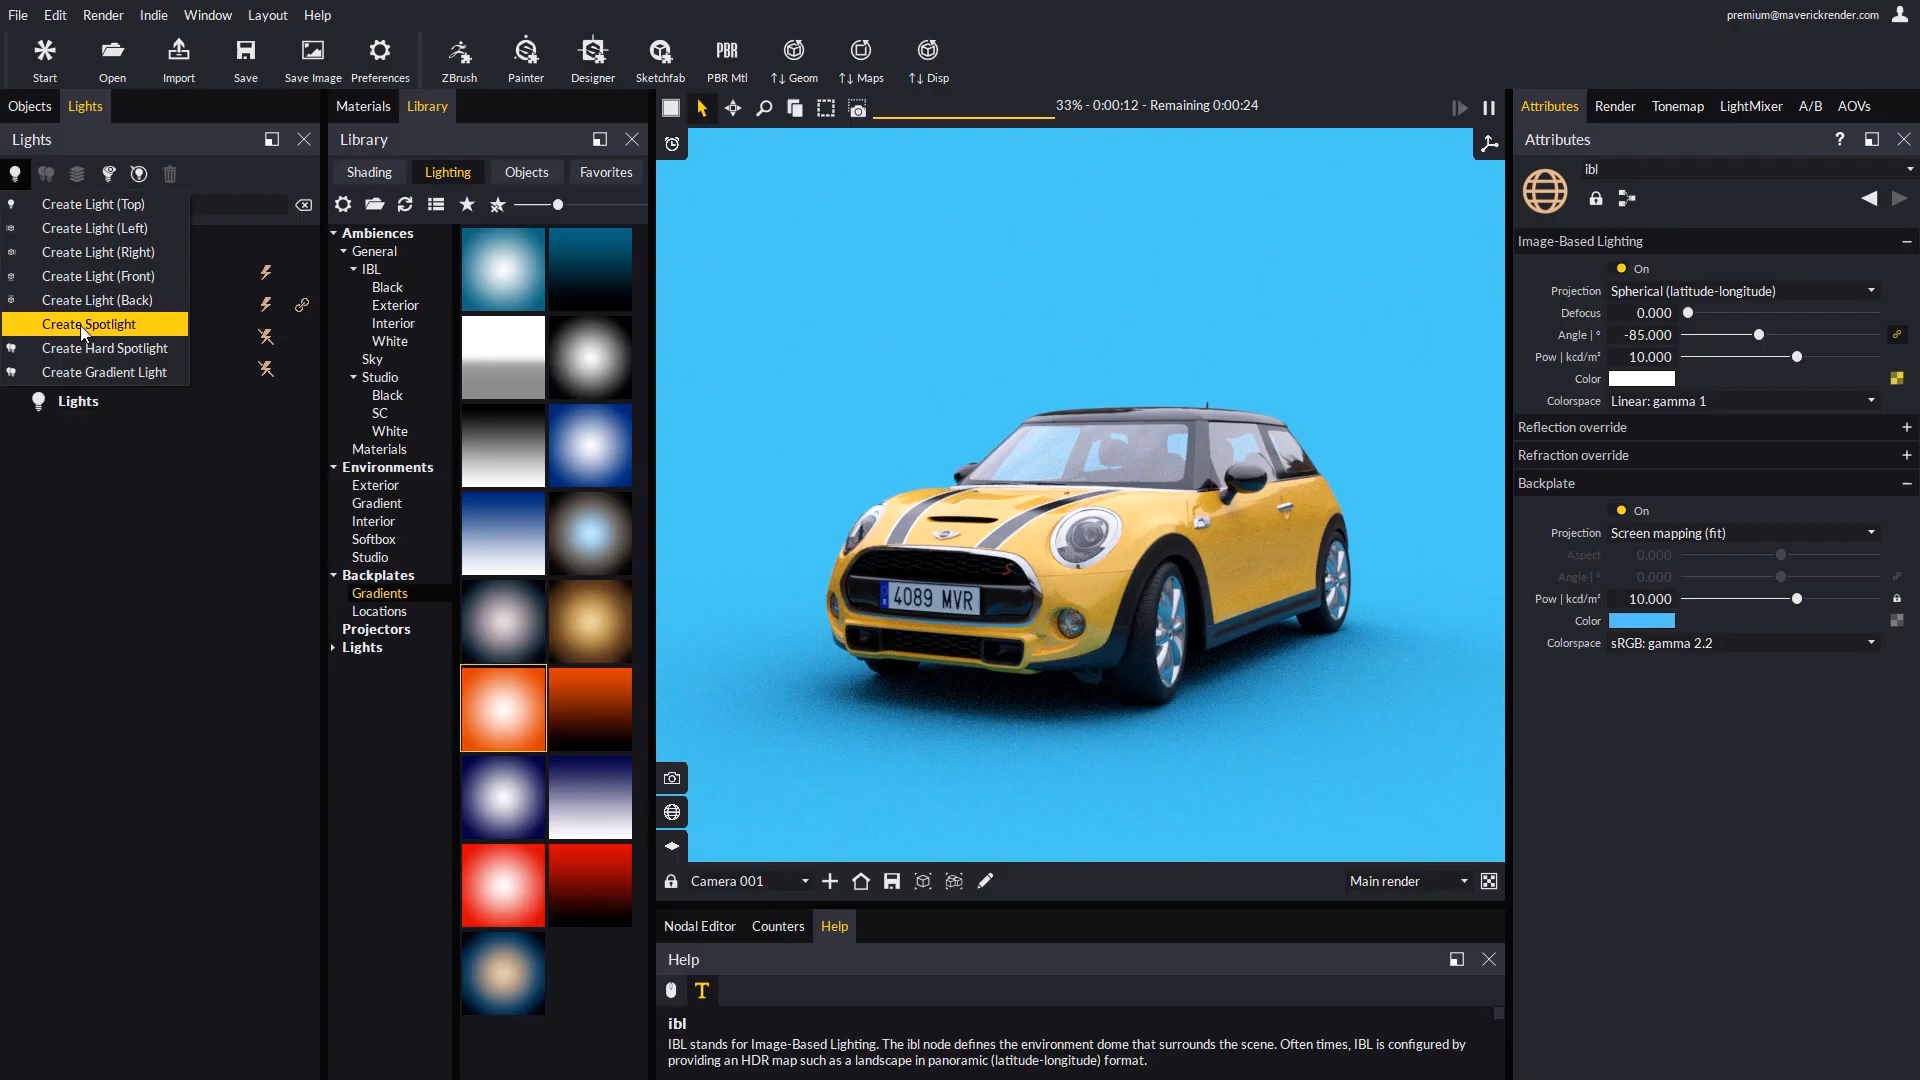 File Edit Render Indie Window Layout Help
premium@maverickrender.com
Start Open Import Save Save Image Preferences ZBrush Painter Designer Sketchfab PBR Mtl ↑↓ Geom ↑↓ Maps ↑↓ Disp
PBR
Objects Lights
Lights
Create Light (Top)
Create Light (Left)
Create Light (Right)
Create Light (Front)
Create Light (Back)
Create Spotlight
Create Hard Spotlight
Create Gradient Light
Lights
Materials Library
Library
Shading Lighting Objects Favorites
Ambiences
General
IBL
Black
Exterior
Interior
White
Sky
Studio
Black
SC
White
Materials
Environments
Exterior
Gradient
Interior
Softbox
Studio
Backplates
Gradients
Locations
Projectors
Lights
33% - 0:00:12 - Remaining 0:00:24
4089 MVR
Camera 001
Main render
Nodal Editor Counters Help
Help
T
ibl
IBL stands for Image-Based Lighting. The ibl node defines the environment dome that surrounds the scene. Often times, IBL is configured by
providing an HDR map such as a landscape in panoramic (latitude-longitude) format.
Attributes Render Tonemap LightMixer A/B AOVs
Attributes ?
ibl
Image-Based Lighting
On
Projection Spherical (latitude-longitude)
Defocus 0.000
Angle | ° -85.000
Pow | kcd/m² 10.000
Color
Colorspace Linear: gamma 1
Reflection override
Refraction override
Backplate
On
Projection Screen mapping (fit)
Aspect 0.000
Angle | ° 0.000
Pow | kcd/m² 10.000
Color
Colorspace sRGB: gamma 2.2